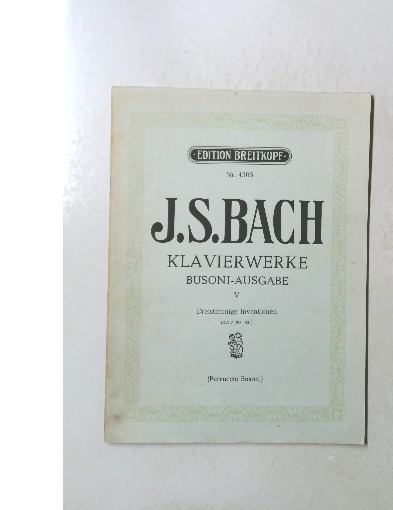 EDITION BREITKOPF
Nr. 4305
J.S.BACH
KLAVIERWERKE
BUSONI-AUSGABE
V
Dreistimmige Inventionen
(Ferruccio Busoni)